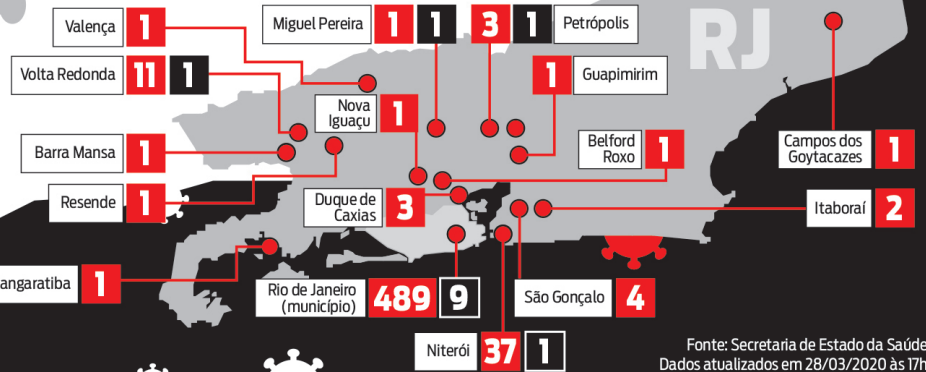 Valença 1
Miguel Pereira 1 1
3 1 Petrópolis
RJ
Volta Redonda 11 1
1 Guapimirim
Nova
Iguaçu 1
Barra Mansa 1
Belford
Roxo 1
Campos dos
Goytacazes 1
Resende 1
Duque de
Caxias 3
Itaboraí 2
angaratiba 1
Rio de Janeiro
(município) 489 9
São Gonçalo 4
Niterói 37 1
Fonte: Secretaria de Estado da Saúde
Dados atualizados em 28/03/2020 às 17h